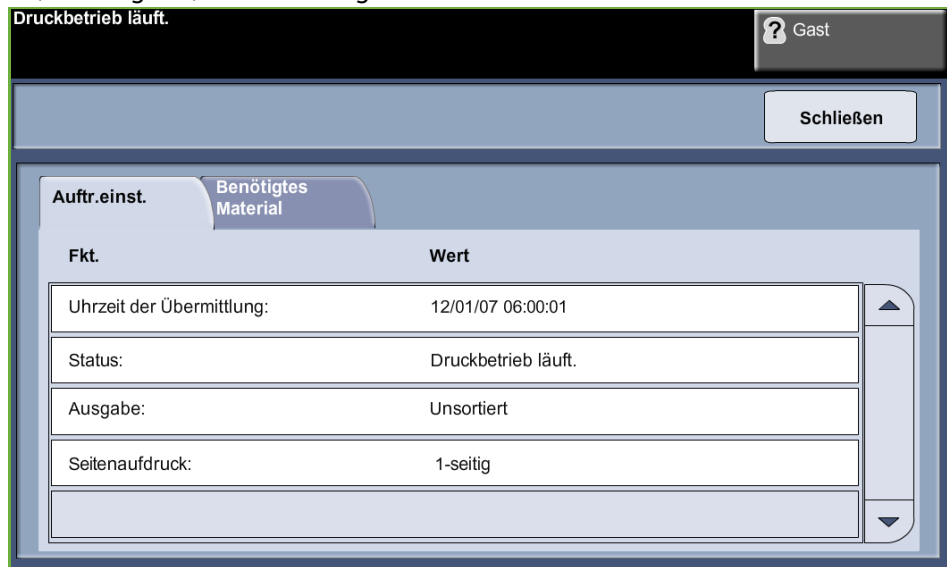 Druckbetrieb läuft.
? Gast
Schließen
Auftr.einst.
Benötigtes
Material
Fkt. Wert
Uhrzeit der Übermittlung: 12/01/07 06:00:01
Status: Druckbetrieb läuft.
Ausgabe: Unsortiert
Seitenaufdruck: 1-seitig